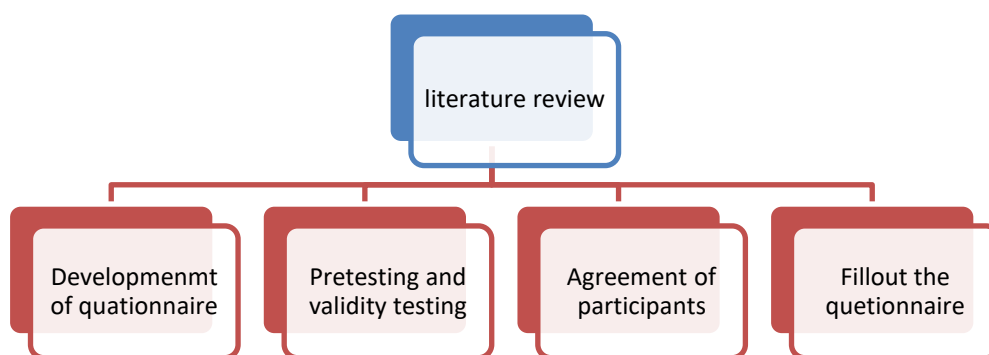 literature review
Developmenmt
of quationnaire
Pretesting and
validity testing
Agreement of
participants
Fillout the
quetionnaire